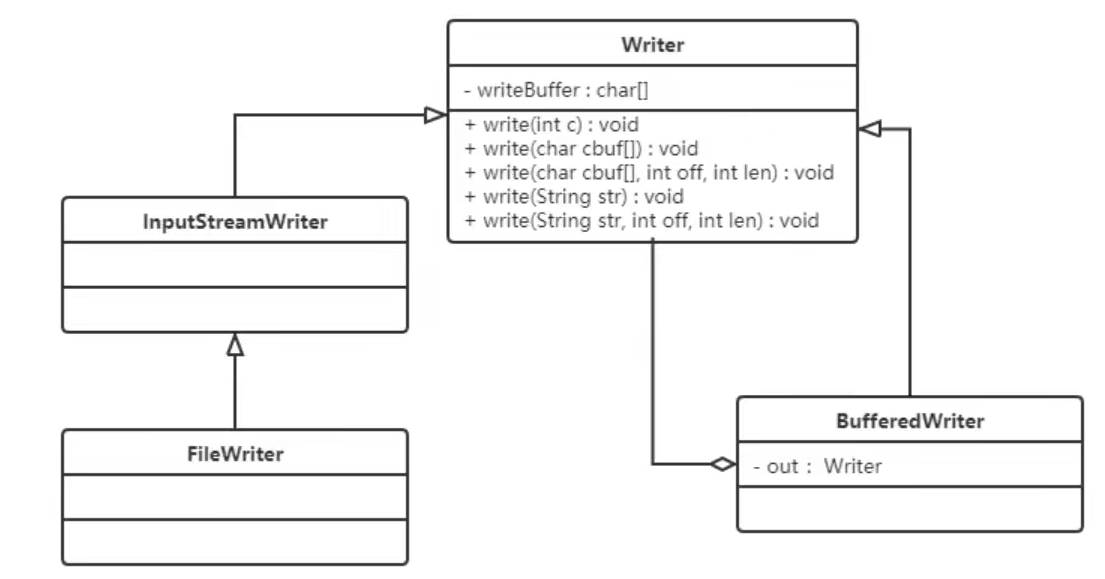 Writer
- writeBuffer : char[]
+ write(int c) : void
+ write(char cbuf[]) : void
+ write(char cbuf[], int off, int len) : void
+ write(String str) : void
+ write(String str, int off, int len) : void
InputStreamWriter
FileWriter
BufferedWriter
- out :  Writer